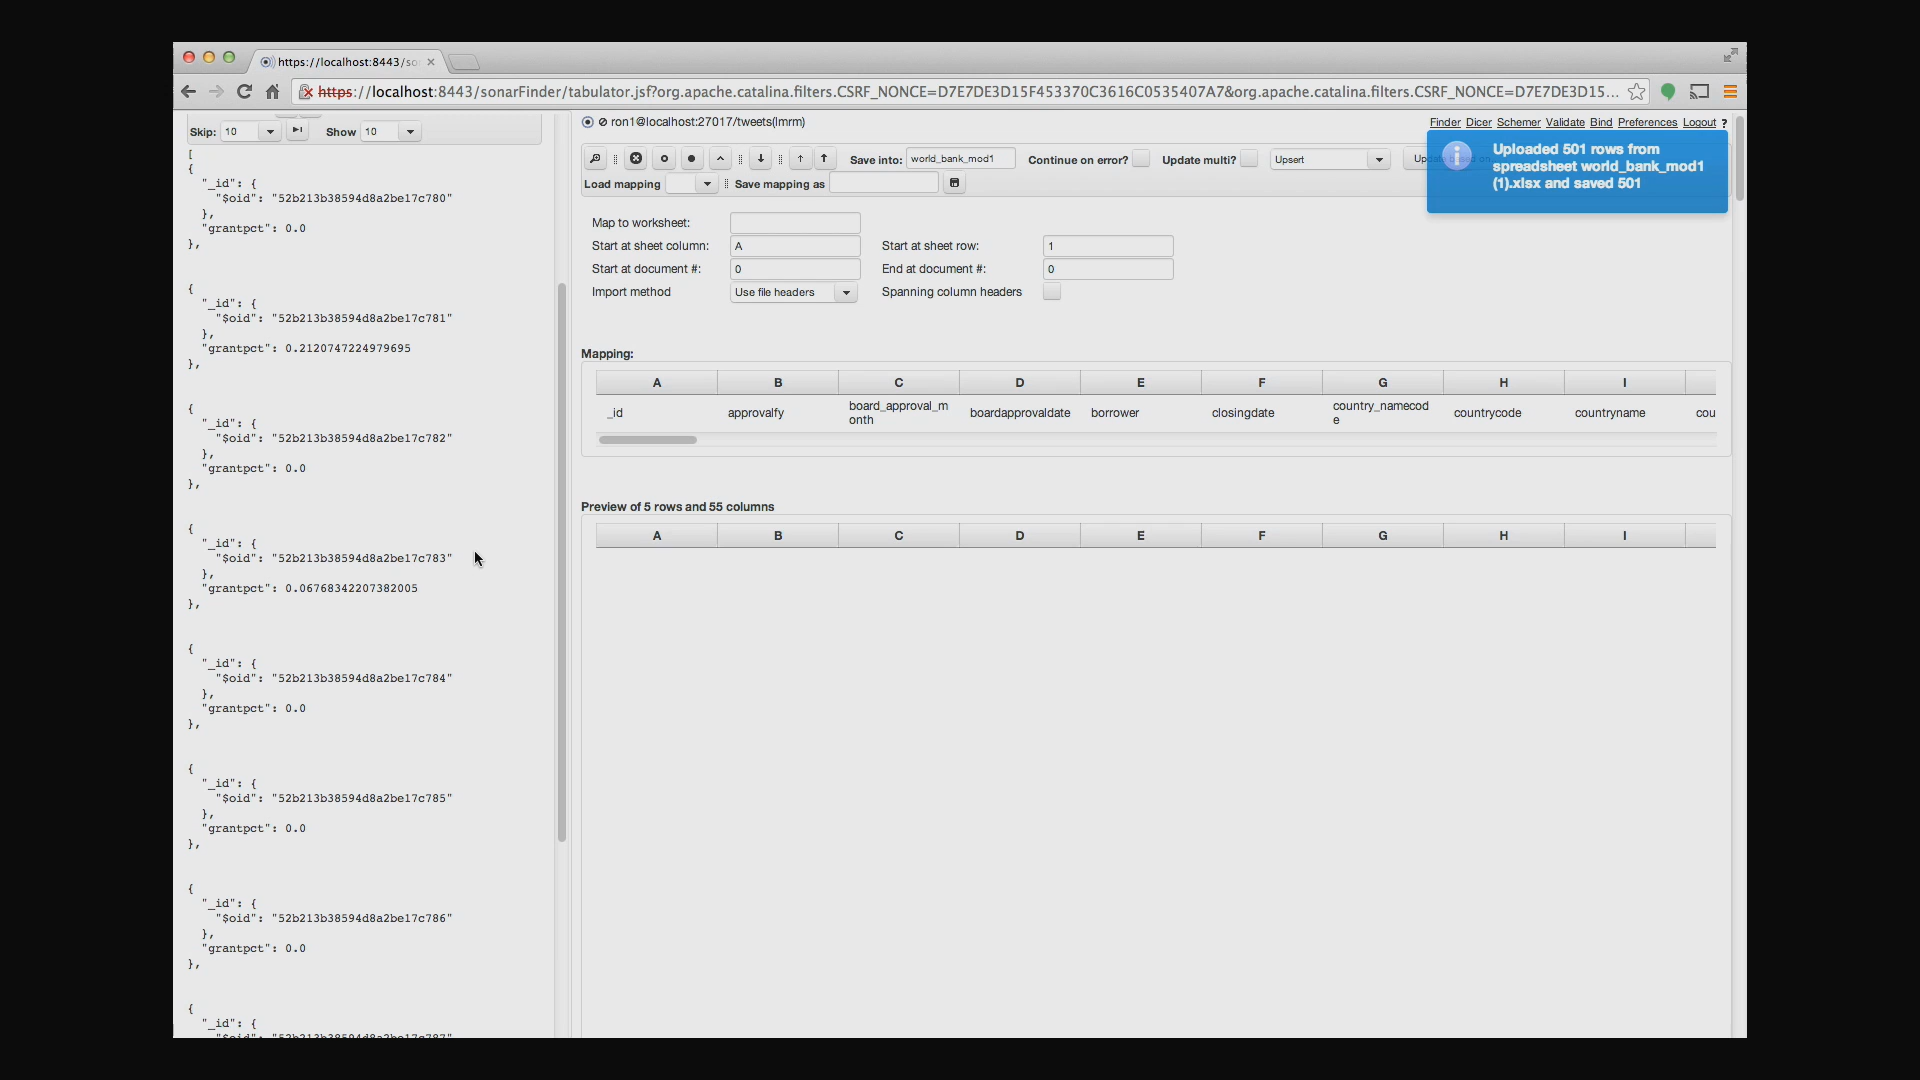 https://localhost:8443/so
https://localhost:8443/sonarFinder/tabulator.jsf?org.apache.catalina.filters.CSRF_NONCE=D7E7DE3D15F453370C3616C0535407A7&org.apache.catalina.filters.CSRF_NONCE=D7E7DE3D15...
Skip: 10 Show 10
[
{
"_id": {
"$oid": "52b213b38594d8a2be17c780"
},
"grantpct": 0.0
},
{
"_id": {
"$oid": "52b213b38594d8a2be17c781"
},
"grantpct": 0.2120747224979695
},
{
"_id": {
"$oid": "52b213b38594d8a2be17c782"
},
"grantpct": 0.0
},
{
"_id": {
"$oid": "52b213b38594d8a2be17c783"
},
"grantpct": 0.06768342207382005
},
{
"_id": {
"$oid": "52b213b38594d8a2be17c784"
},
"grantpct": 0.0
},
{
"_id": {
"$oid": "52b213b38594d8a2be17c785"
},
"grantpct": 0.0
},
{
"_id": {
"$oid": "52b213b38594d8a2be17c786"
},
"grantpct": 0.0
},
{
"_id": {
"$oid": "52b213b38594d8a2be17c787"
ron1@localhost:27017/tweets(lmrm)
Finder Dicer Schemer Validate Bind Preferences Logout ?
Save into: world_bank_mod1 Continue on error? Update multi? Upsert
Load mapping Save mapping as
Uploaded 501 rows from
spreadsheet world_bank_mod1
(1).xlsx and saved 501
Map to worksheet:
Start at sheet column: A Start at sheet row: 1
Start at document #: 0 End at document #: 0
Import method Use file headers Spanning column headers
Mapping:
A B C D E F G H I
_id approvalfy board_approval_m
onth boardapprovaldate borrower closingdate country_namecod
e countrycode countryname cou
Preview of 5 rows and 55 columns
A B C D E F G H I